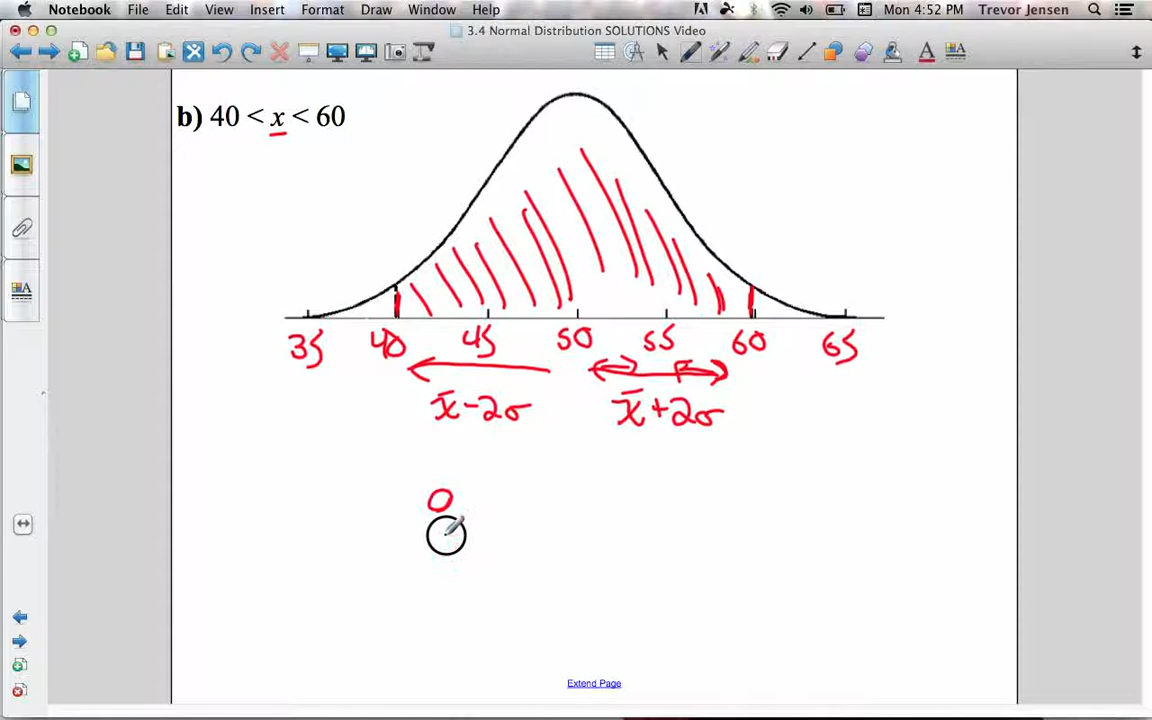 Notebook File Edit View Insert Format Draw Window Help Mon 4:52 PM Trevor Jensen
3.4 Normal Distribution SOLUTIONS Video
b) 40 < x < 60
35 40 45 50 55 60 65
x̄-2σ x̄+2σ
0
Extend Page